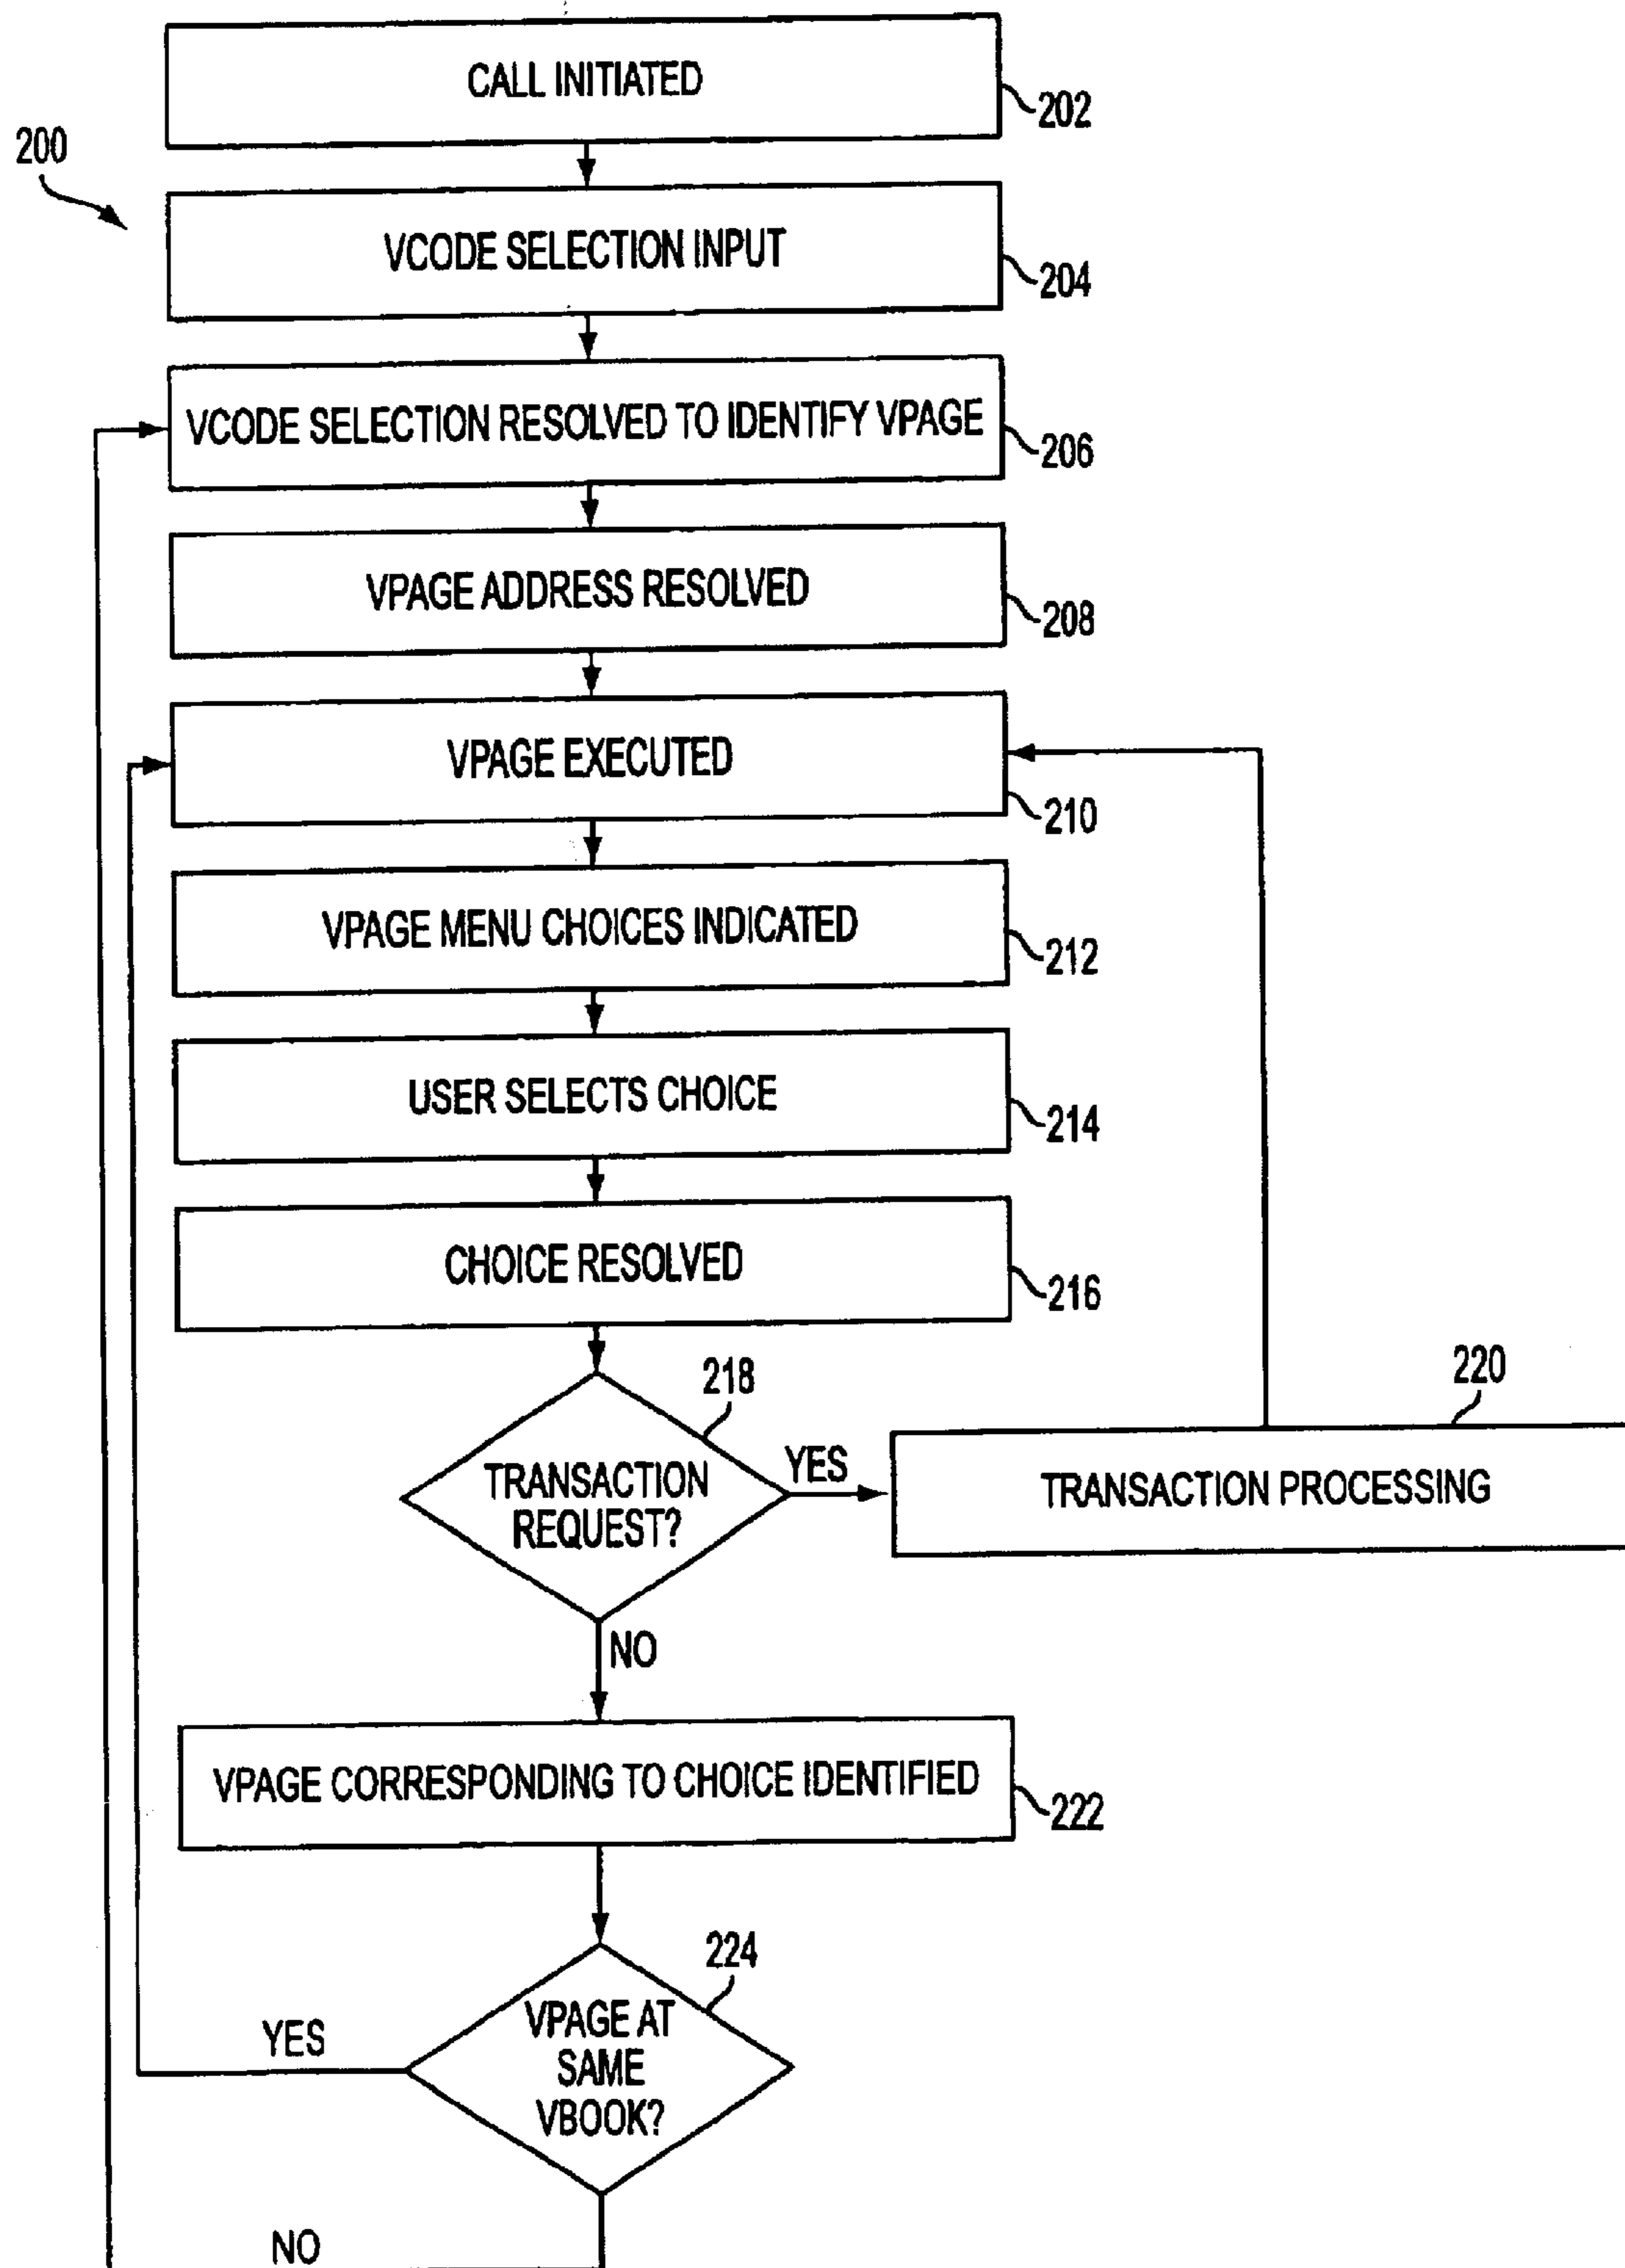 CALL INITIATED
202
200
VCODE SELECTION INPUT
204
VCODE SELECTION RESOLVED TO IDENTIFY VPAGE
206
VPAGE ADDRESS RESOLVED
208
VPAGE EXECUTED
210
VPAGE MENU CHOICES INDICATED
212
USER SELECTS CHOICE
214
CHOICE RESOLVED
216
218
TRANSACTION
REQUEST?
YES
220
TRANSACTION PROCESSING
NO
VPAGE CORRESPONDING TO CHOICE IDENTIFIED
222
224
VPAGE AT
SAME
VBOOK?
YES
NO